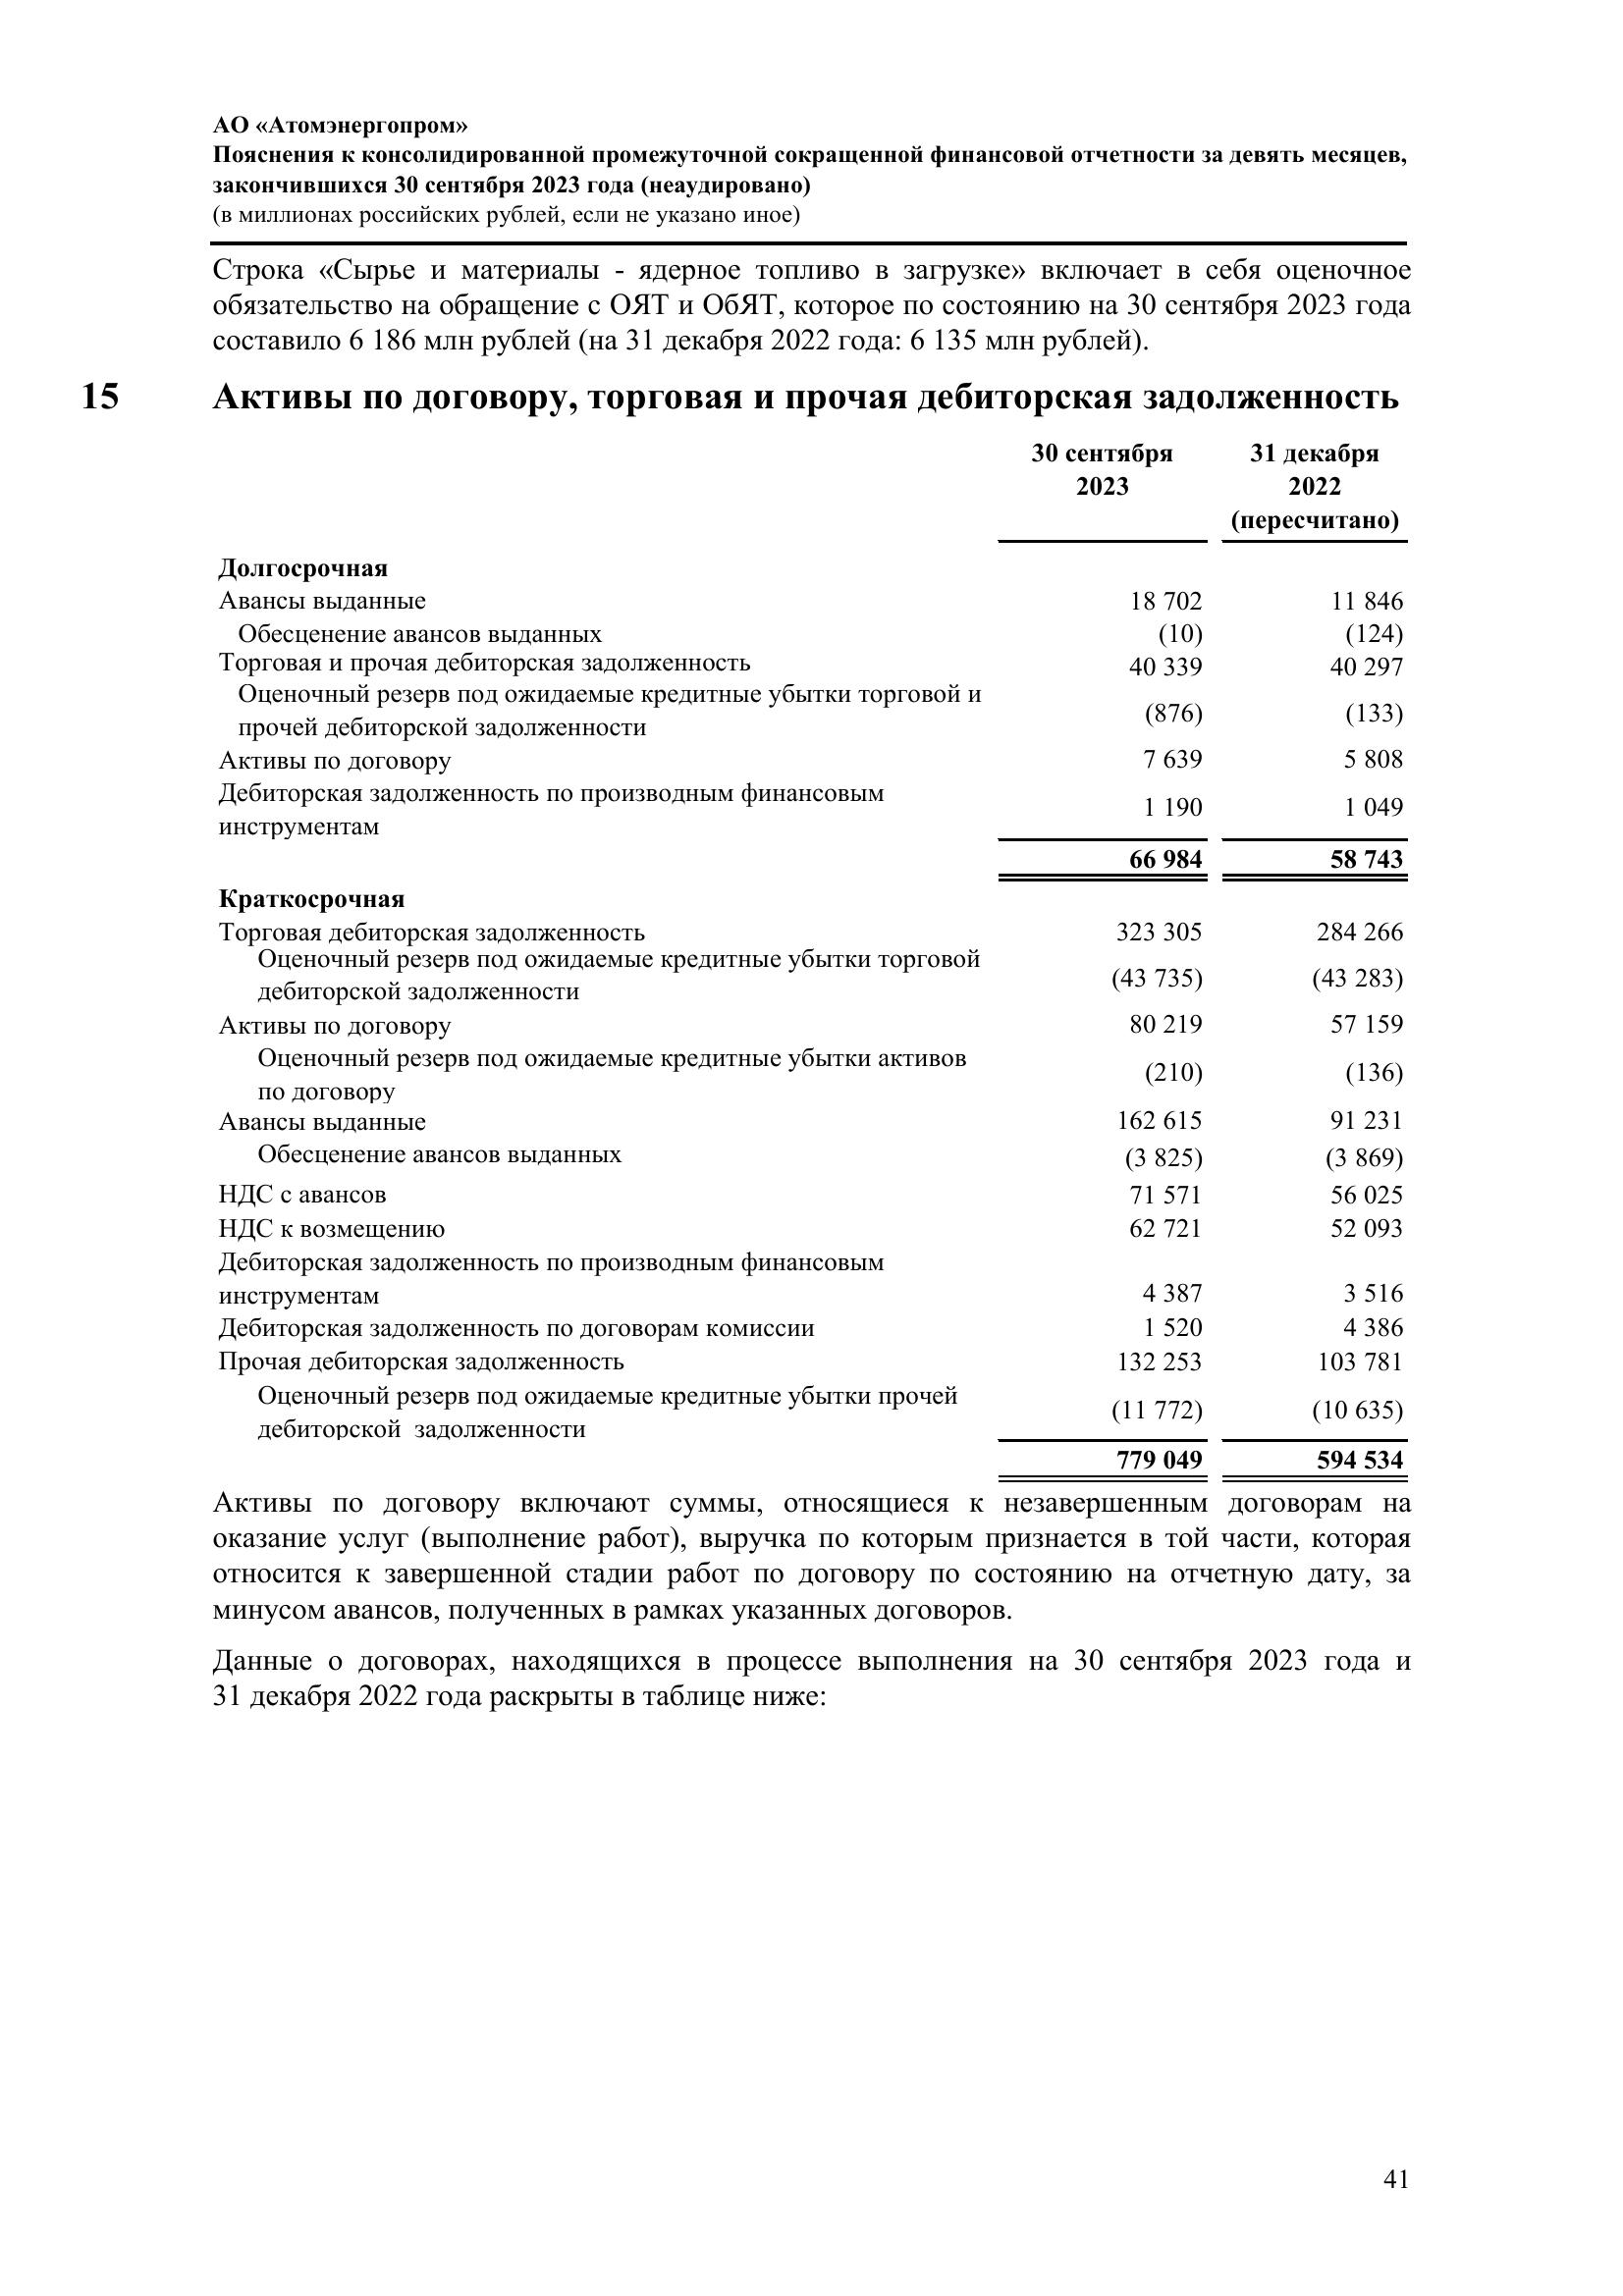 АО «Атомэнергопром»
Пояснения к консолидированной промежуточной сокращенной финансовой отчетности за девять месяцев,
закончившихся 30 сентября 2023 года (неаудировано)
(в миллионах российских рублей, если не указано иное)
Строка «Сырье и материалы - ядерное топливо в загрузке» включает в себя оценочное
обязательство на обращение с ОЯТ и ОбЯТ, которое по состоянию на 30 сентября 2023 года
составило 6 186 млн рублей (на 31 декабря 2022 года: 6 135 млн рублей).
15 Активы по договору, торговая и прочая дебиторская задолженность
30 сентября 31 декабря
2023 2022
(пересчитано)
Долгосрочная
Авансы выданные 18 702 11 846
Обесценение авансов выданных (10) (124)
Торговая и прочая дебиторская задолженность 40 339 40 297
Оценочный резерв под ожидаемые кредитные убытки торговой и
прочей дебиторской задолженности (876) (133)
Активы по договору 7 639 5 808
Дебиторская задолженность по производным финансовым
инструментам 1 190 1 049
66 984 58 743
Краткосрочная
Торговая дебиторская задолженность 323 305 284 266
Оценочный резерв под ожидаемые кредитные убытки торговой
дебиторской задолженности (43 735) (43 283)
Активы по договору 80 219 57 159
Оценочный резерв под ожидаемые кредитные убытки активов
по договору (210) (136)
Авансы выданные 162 615 91 231
Обесценение авансов выданных (3 825) (3 869)
НДС с авансов 71 571 56 025
НДС к возмещению 62 721 52 093
Дебиторская задолженность по производным финансовым
инструментам 4 387 3 516
Дебиторская задолженность по договорам комиссии 1 520 4 386
Прочая дебиторская задолженность 132 253 103 781
Оценочный резерв под ожидаемые кредитные убытки прочей
дебиторской задолженности (11 772) (10 635)
779 049 594 534
Активы по договору включают суммы, относящиеся к незавершенным договорам на
оказание услуг (выполнение работ), выручка по которым признается в той части, которая
относится к завершенной стадии работ по договору по состоянию на отчетную дату, за
минусом авансов, полученных в рамках указанных договоров.
Данные о договорах, находящихся в процессе выполнения на 30 сентября 2023 года и
31 декабря 2022 года раскрыты в таблице ниже:
41